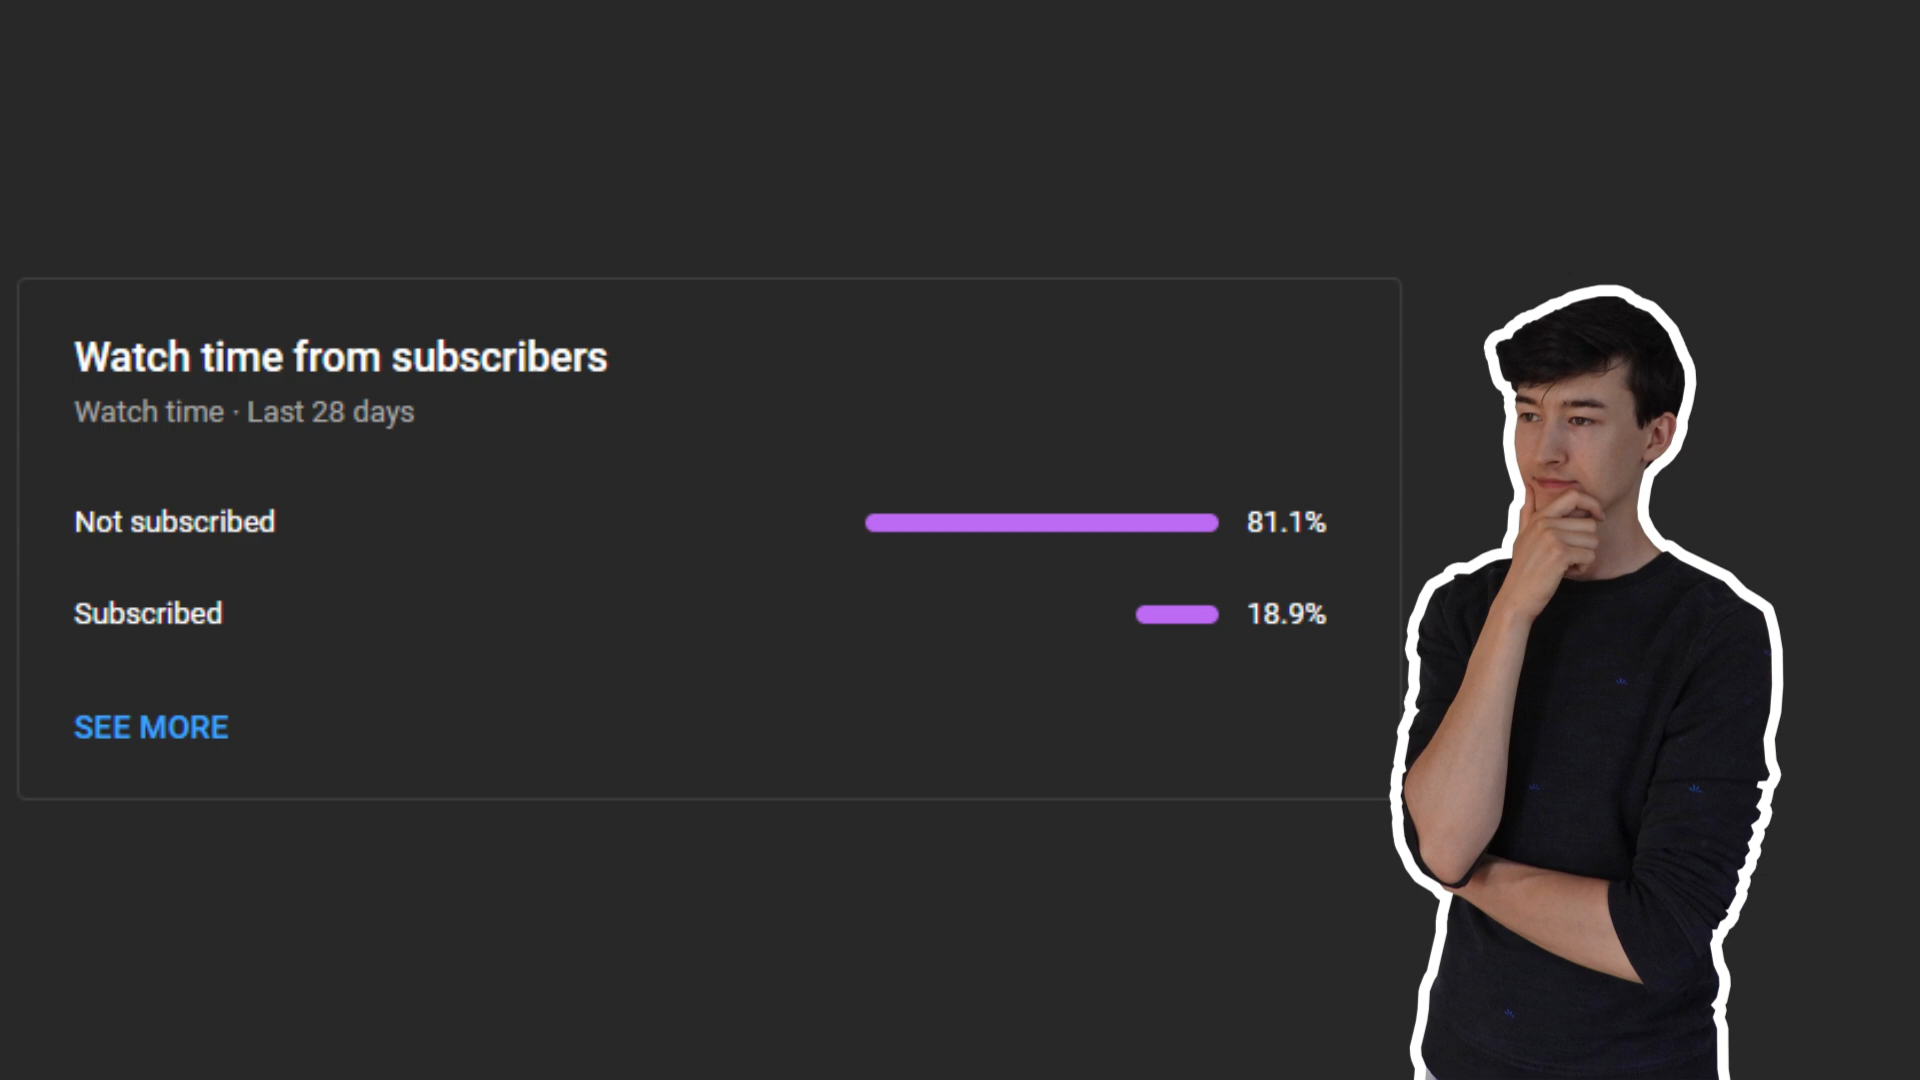 Watch time from subscribers
Watch time · Last 28 days
Not subscribed 81.1%
Subscribed 18.9%
SEE MORE